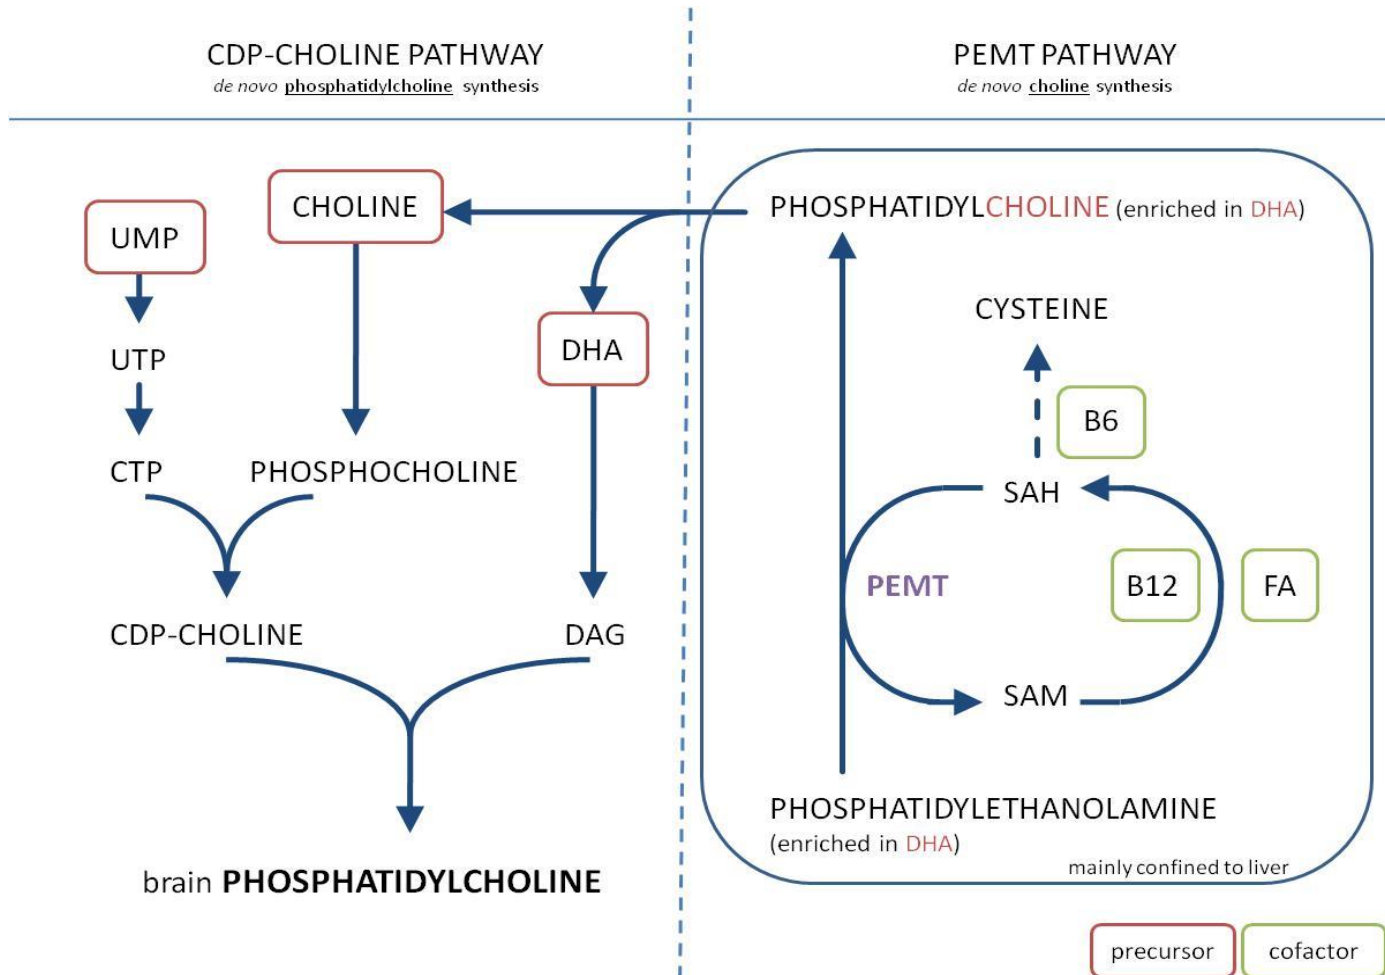 CDP-CHOLINE PATHWAY
de novo phosphatidylcholine synthesis
PEMT PATHWAY
de novo choline synthesis
UMP
CHOLINE
UTP
DHA
CTP
PHOSPHOCHOLINE
CDP-CHOLINE
DAG
brain PHOSPHATIDYLCHOLINE
PHOSPHATIDYLCHOLINE (enriched in DHA)
CYSTEINE
B6
SAH
PEMT
B12
FA
SAM
PHOSPHATIDYLETHANOLAMINE
(enriched in DHA)
mainly confined to liver
precursor
cofactor